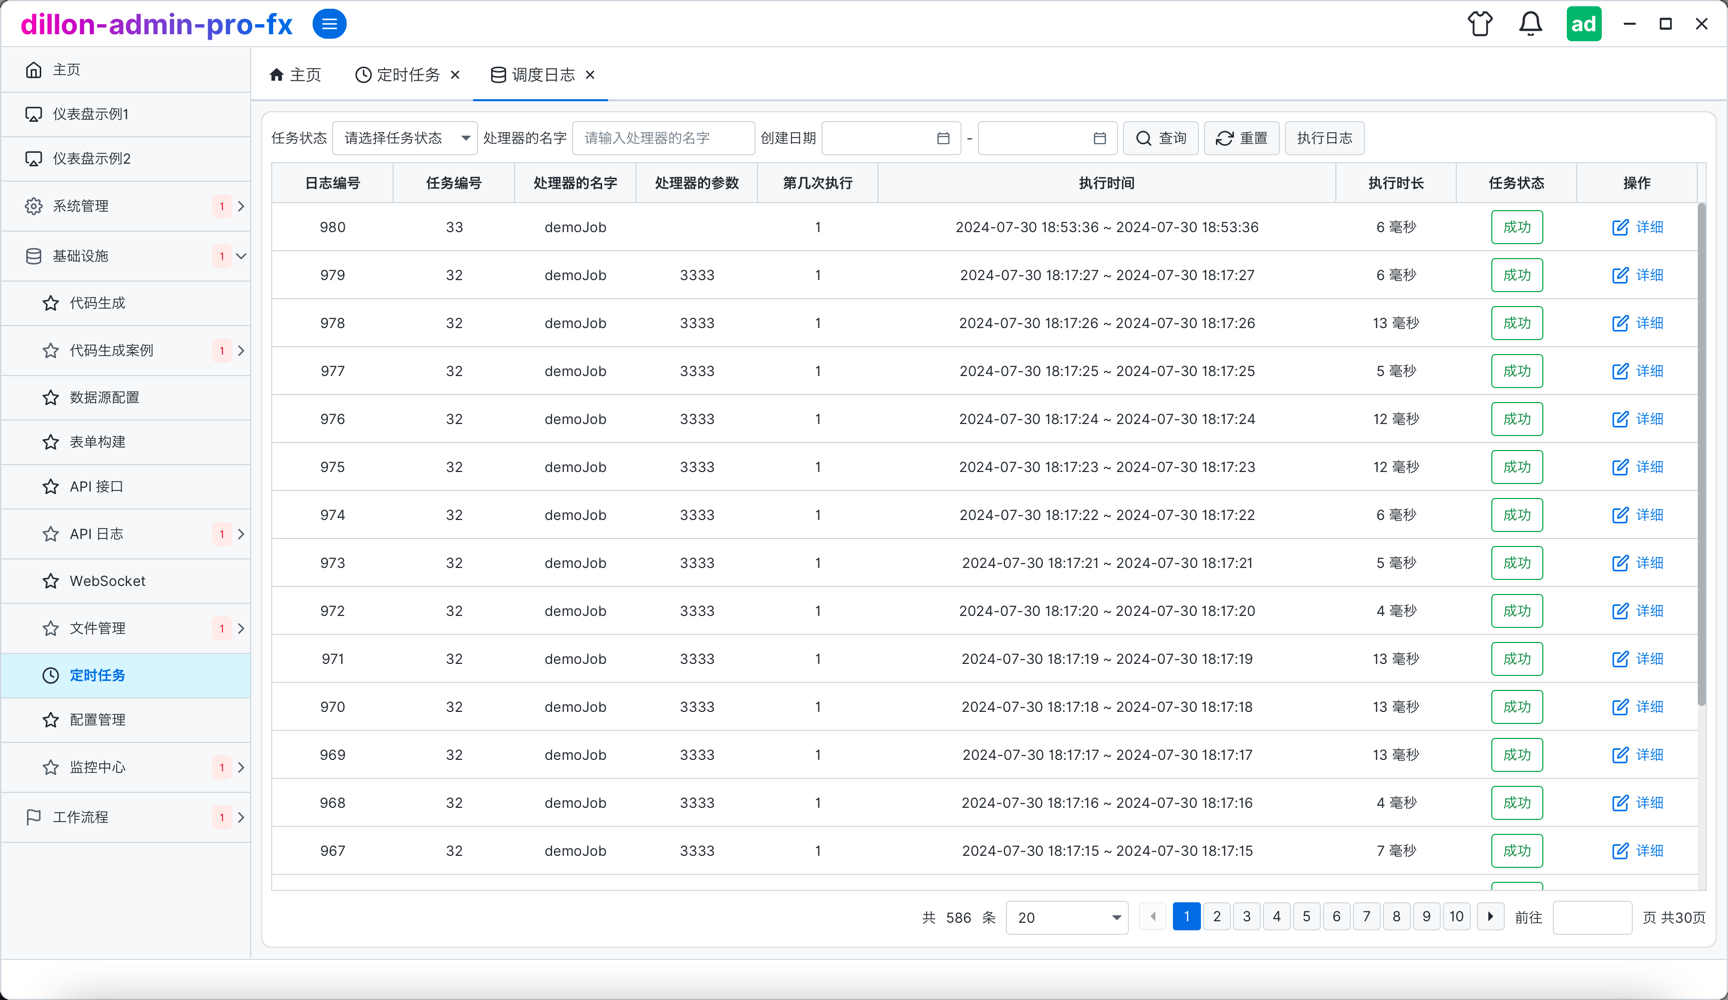 dillon-admin-pro-fx
ad
主页
仪表盘示例1
仪表盘示例2
系统管理 1
基础设施 1
代码生成
代码生成案例 1
数据源配置
表单构建
API 接口
API 日志 1
WebSocket
文件管理 1
定时任务
配置管理
监控中心 1
工作流程 1
主页 定时任务 调度日志
任务状态 请选择任务状态 处理器的名字 请输入处理器的名字 创建日期 - 查询 重置 执行日志
日志编号 任务编号 处理器的名字 处理器的参数 第几次执行 执行时间 执行时长 任务状态 操作
980 33 demoJob 1 2024-07-30 18:53:36 ~ 2024-07-30 18:53:36 6 毫秒 成功 详细
979 32 demoJob 3333 1 2024-07-30 18:17:27 ~ 2024-07-30 18:17:27 6 毫秒 成功 详细
978 32 demoJob 3333 1 2024-07-30 18:17:26 ~ 2024-07-30 18:17:26 13 毫秒 成功 详细
977 32 demoJob 3333 1 2024-07-30 18:17:25 ~ 2024-07-30 18:17:25 5 毫秒 成功 详细
976 32 demoJob 3333 1 2024-07-30 18:17:24 ~ 2024-07-30 18:17:24 12 毫秒 成功 详细
975 32 demoJob 3333 1 2024-07-30 18:17:23 ~ 2024-07-30 18:17:23 12 毫秒 成功 详细
974 32 demoJob 3333 1 2024-07-30 18:17:22 ~ 2024-07-30 18:17:22 6 毫秒 成功 详细
973 32 demoJob 3333 1 2024-07-30 18:17:21 ~ 2024-07-30 18:17:21 5 毫秒 成功 详细
972 32 demoJob 3333 1 2024-07-30 18:17:20 ~ 2024-07-30 18:17:20 4 毫秒 成功 详细
971 32 demoJob 3333 1 2024-07-30 18:17:19 ~ 2024-07-30 18:17:19 13 毫秒 成功 详细
970 32 demoJob 3333 1 2024-07-30 18:17:18 ~ 2024-07-30 18:17:18 13 毫秒 成功 详细
969 32 demoJob 3333 1 2024-07-30 18:17:17 ~ 2024-07-30 18:17:17 13 毫秒 成功 详细
968 32 demoJob 3333 1 2024-07-30 18:17:16 ~ 2024-07-30 18:17:16 4 毫秒 成功 详细
967 32 demoJob 3333 1 2024-07-30 18:17:15 ~ 2024-07-30 18:17:15 7 毫秒 成功 详细
共 586 条 20 1 2 3 4 5 6 7 8 9 10 前往 页 共30页